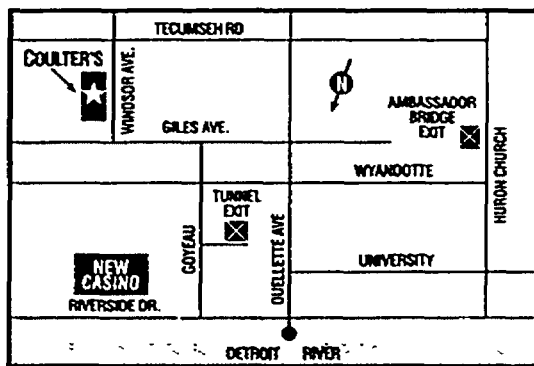 TECUMSEH RD
COULTER'S
WINDSOR AVE.
N
AMBASSADOR
BRIDGE
EXIT
GILES AVE.
HURON CHURCH
WYANDOTTE
TUNNEL
EXIT
GOYEAU
OUELLETTE AVE
UNIVERSITY
NEW
CASINO
RIVERSIDE DR.
DETROIT RIVER